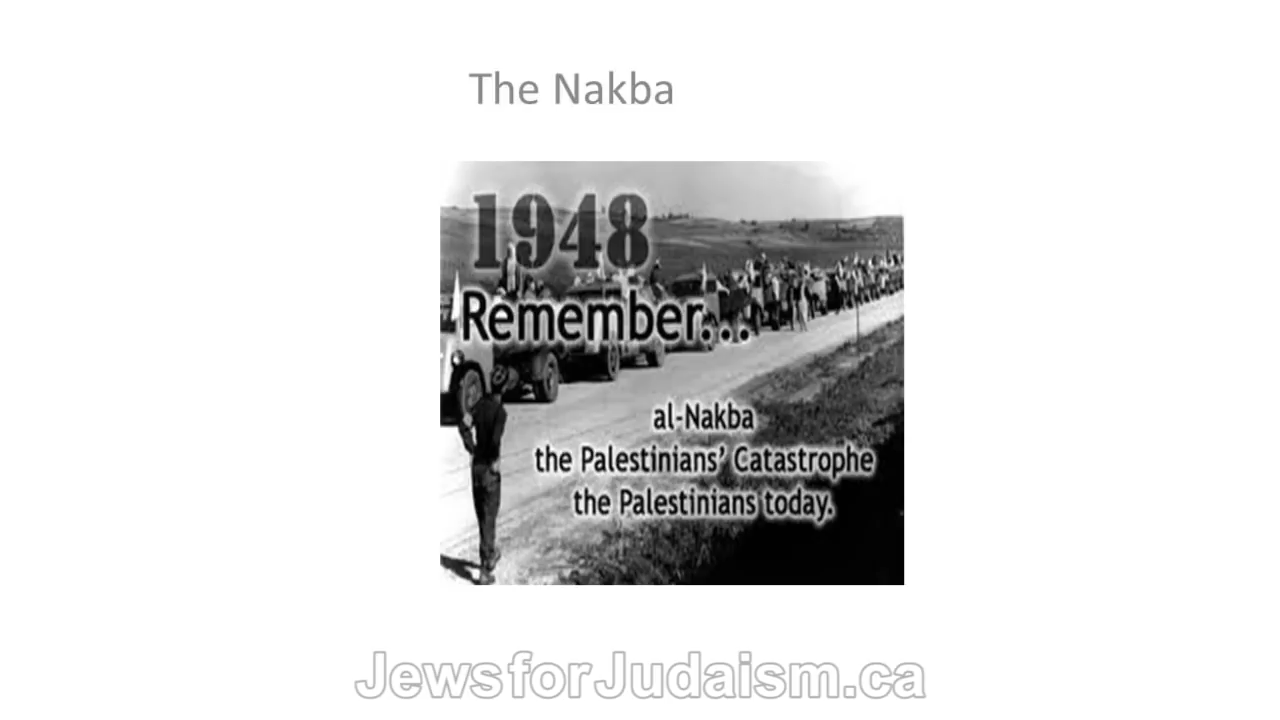 The Nakba
1948
Remember...
al-Nakba
the Palestinians' Catastrophe
the Palestinians today.
JewsforJudaism.ca